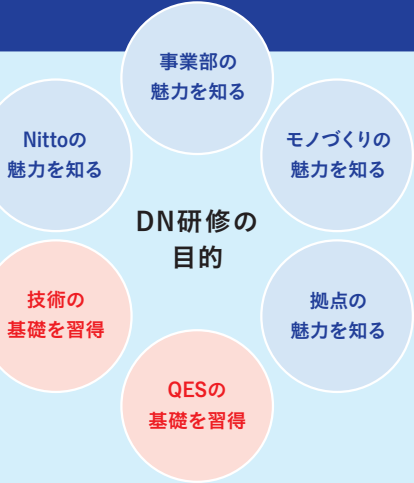 事業部の
魅力を知る
Nittoの
魅力を知る
モノづくりの
魅力を知る
DN研修の
目的
技術の
基礎を習得
拠点の
魅力を知る
QESの
基礎を習得